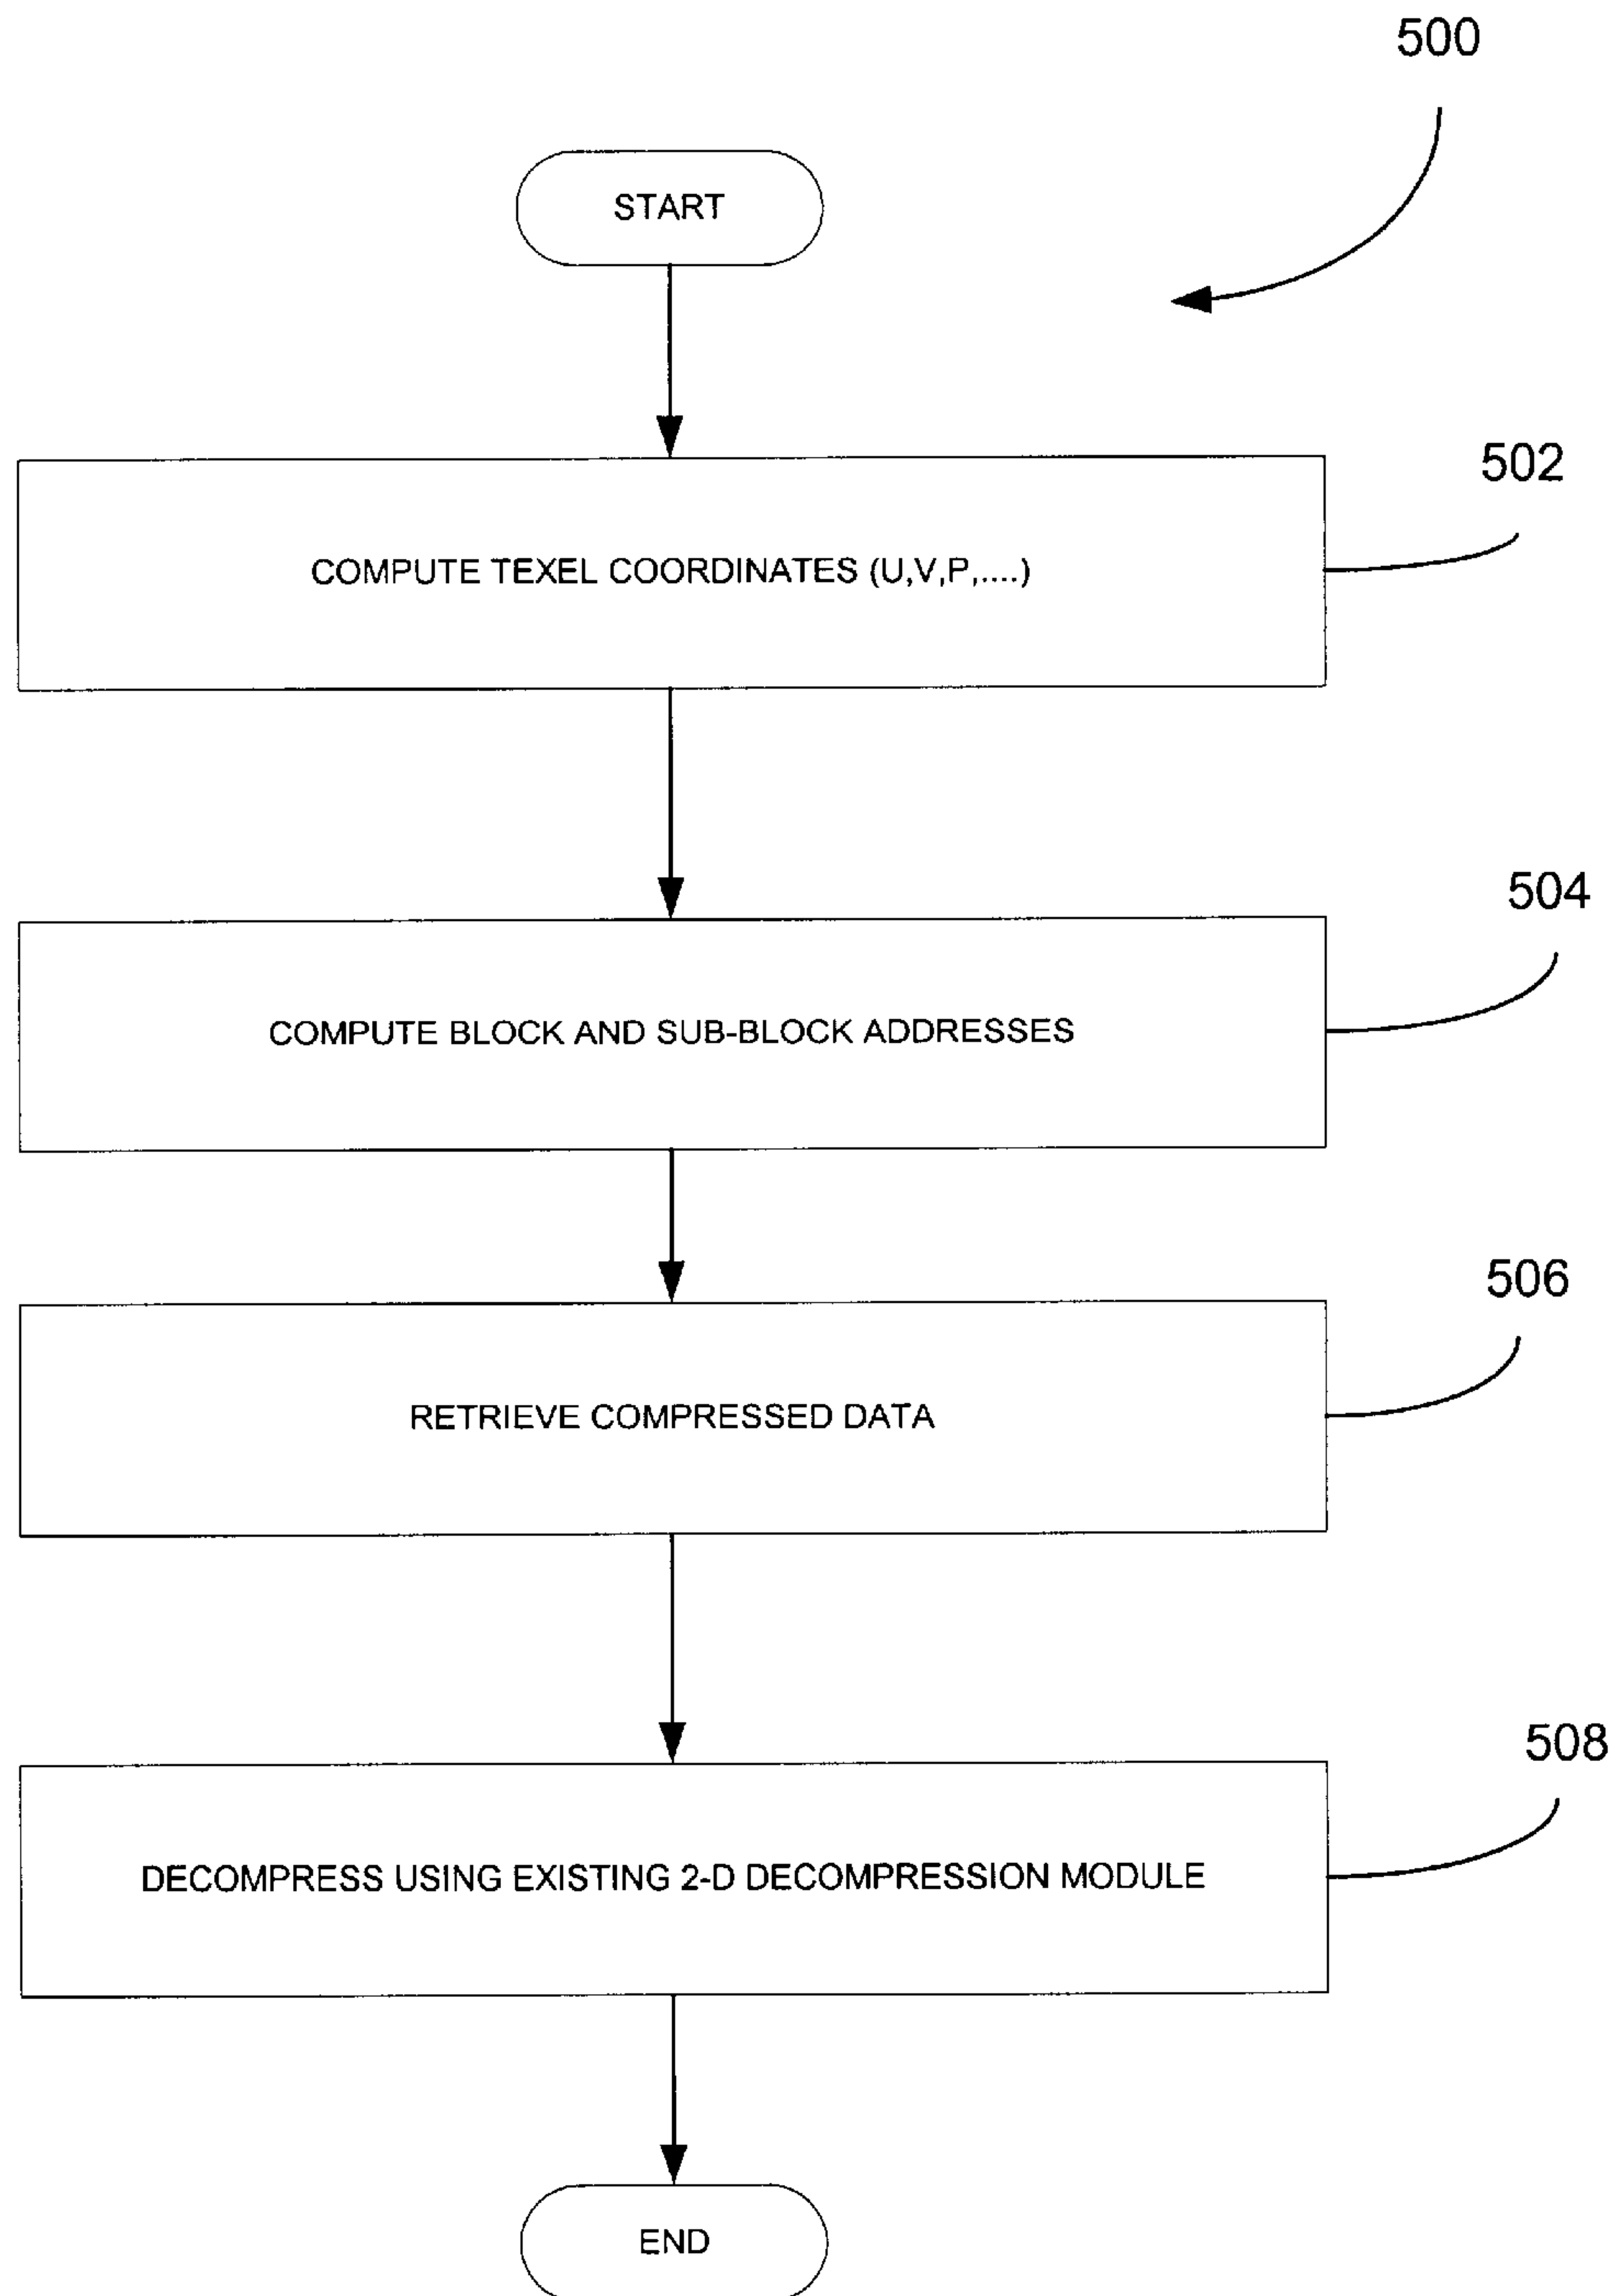 500
START
502
COMPUTE TEXEL COORDINATES (U,V,P,....)
504
COMPUTE BLOCK AND SUB-BLOCK ADDRESSES
506
RETRIEVE COMPRESSED DATA
508
DECOMPRESS USING EXISTING 2-D DECOMPRESSION MODULE
END